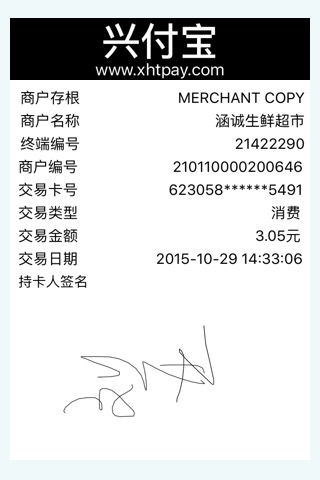 兴付宝
www.xhtpay.com
商户存根 MERCHANT COPY
商户名称 涵诚生鲜超市
终端编号 21422290
商户编号 210110000200646
交易卡号 623058******5491
交易类型 消费
交易金额 3.05元
交易日期 2015-10-29 14:33:06
持卡人签名